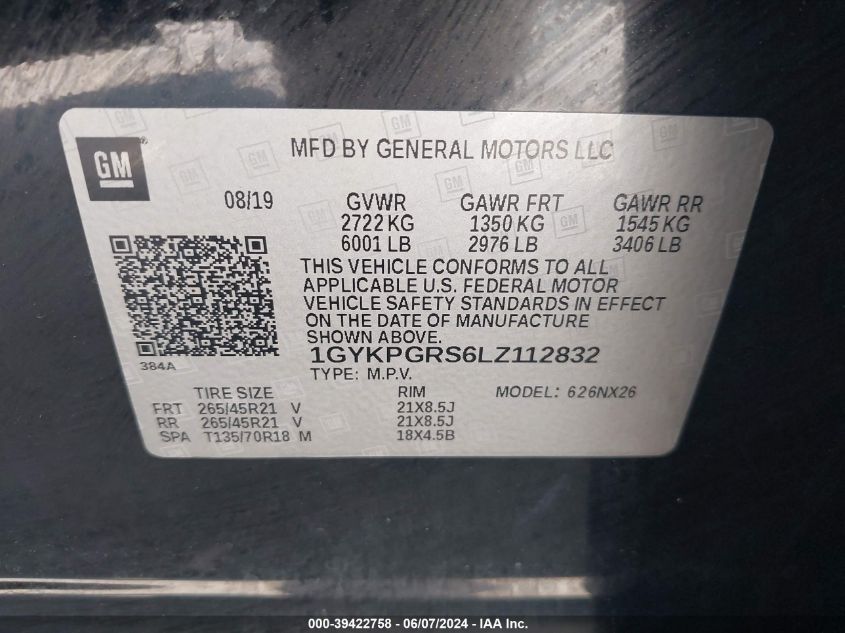 GM
MFD BY GENERAL MOTORS LLC
08/19 GVWR GAWR FRT GAWR RR
2722 KG 1350 KG 1545 KG
6001 LB 2976 LB 3406 LB
THIS VEHICLE CONFORMS TO ALL
APPLICABLE U.S. FEDERAL MOTOR
VEHICLE SAFETY STANDARDS IN EFFECT
ON THE DATE OF MANUFACTURE
SHOWN ABOVE.
1GYKPGRS6LZ112832
384A
TYPE: M.P.V.
TIRE SIZE RIM MODEL: 626NX26
FRT 265/45R21 V 21X8.5J
RR 265/45R21 V 21X8.5J
SPA T135/70R18 M 18X4.5B
000-39422758 - 06/07/2024 - IAA Inc.